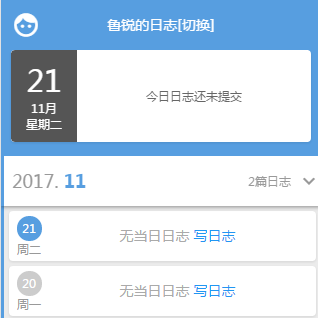 鲁锐的日志[切换]
21
11月
星期二
今日日志还未提交
2017. 11
2篇日志
21
周二
无当日日志 写日志
20
周一
无当日日志 写日志